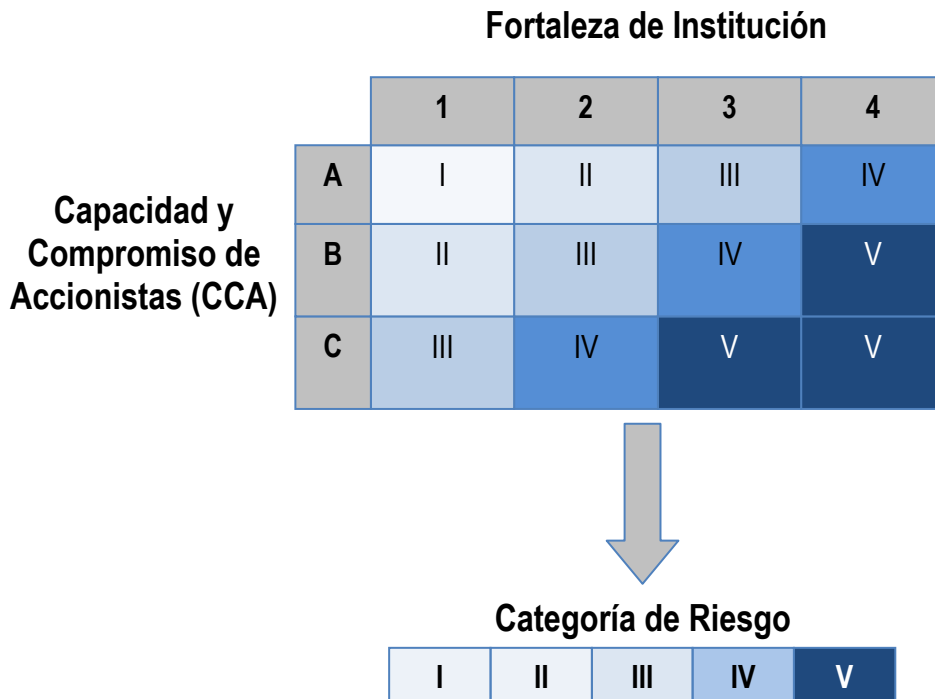 Fortaleza de Institución
1 2 3 4
A I II III IV
Capacidad y
Compromiso de
Accionistas (CCA)
B II III IV V
C III IV V V
Categoría de Riesgo
I II III IV V